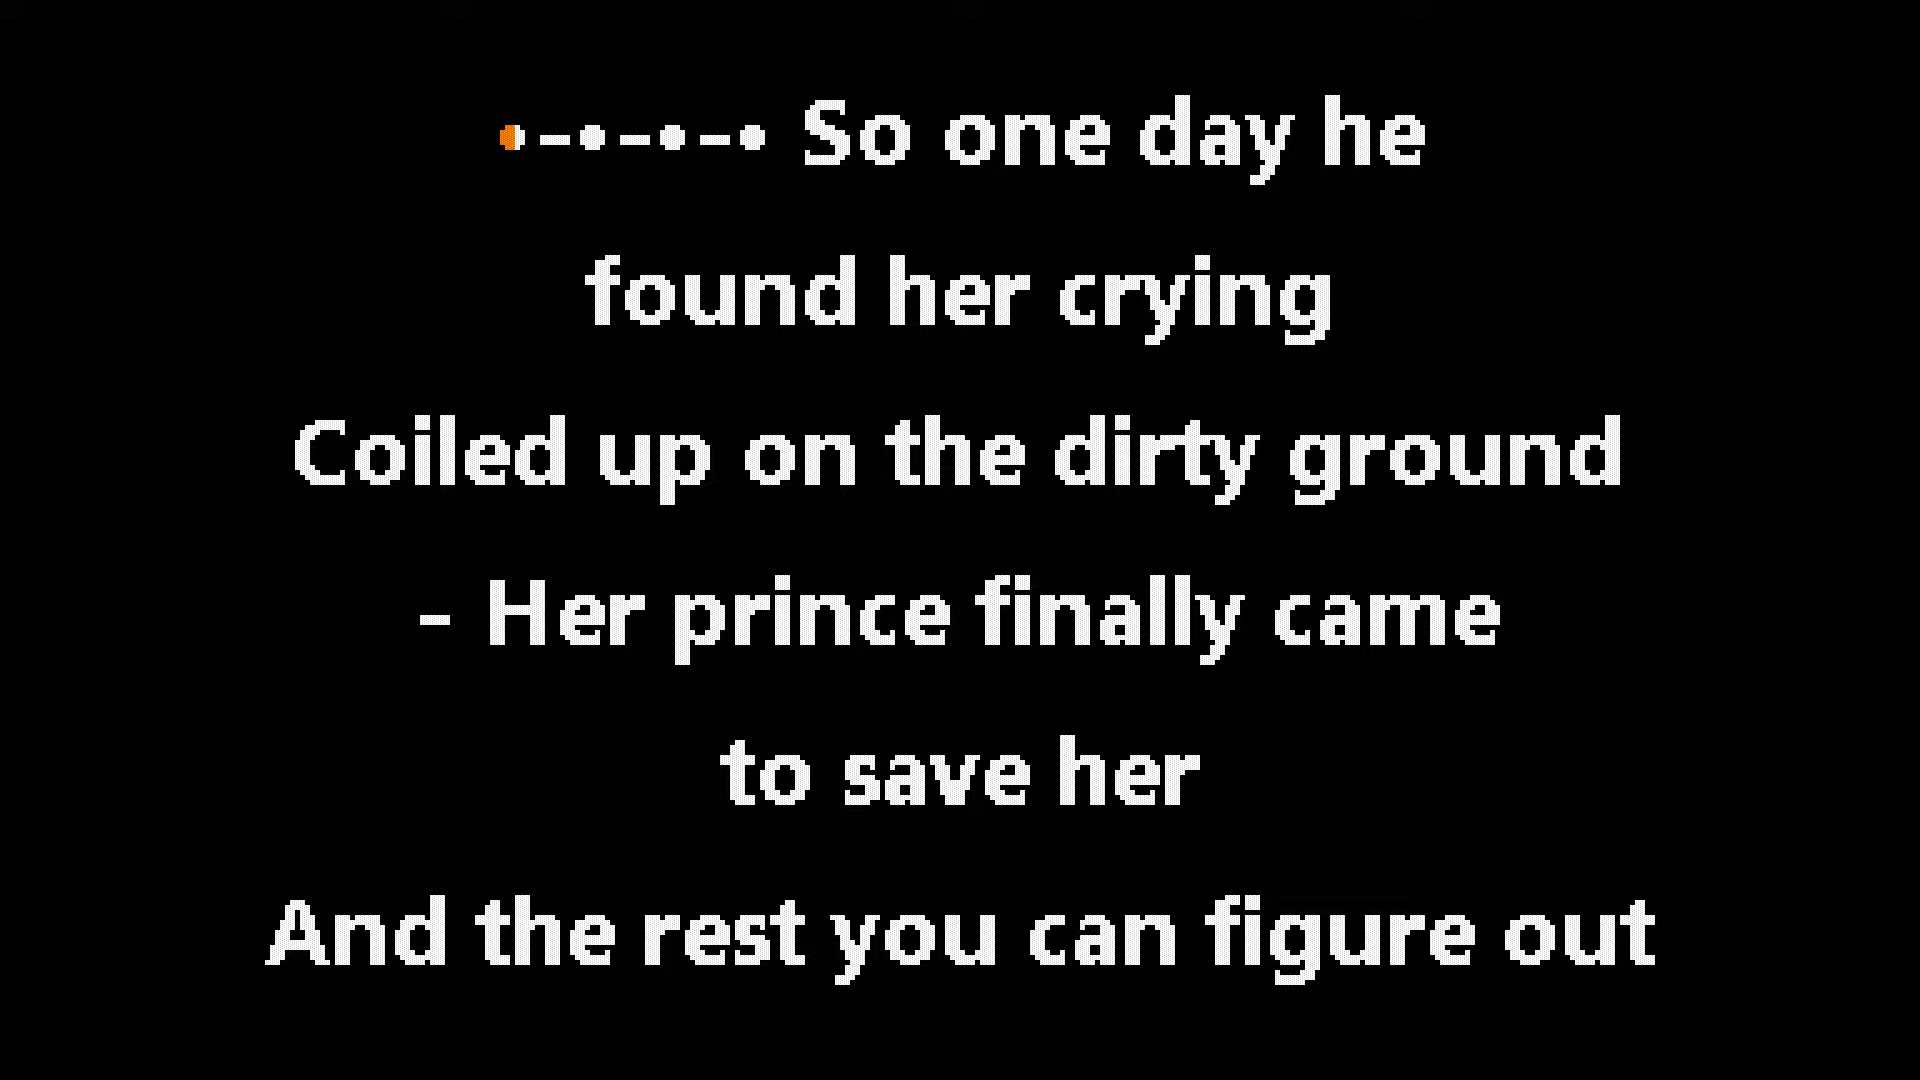 •-•-•-• So one day he
found her crying
Coiled up on the dirty ground
- Her prince finally came
to save her
And the rest you can figure out